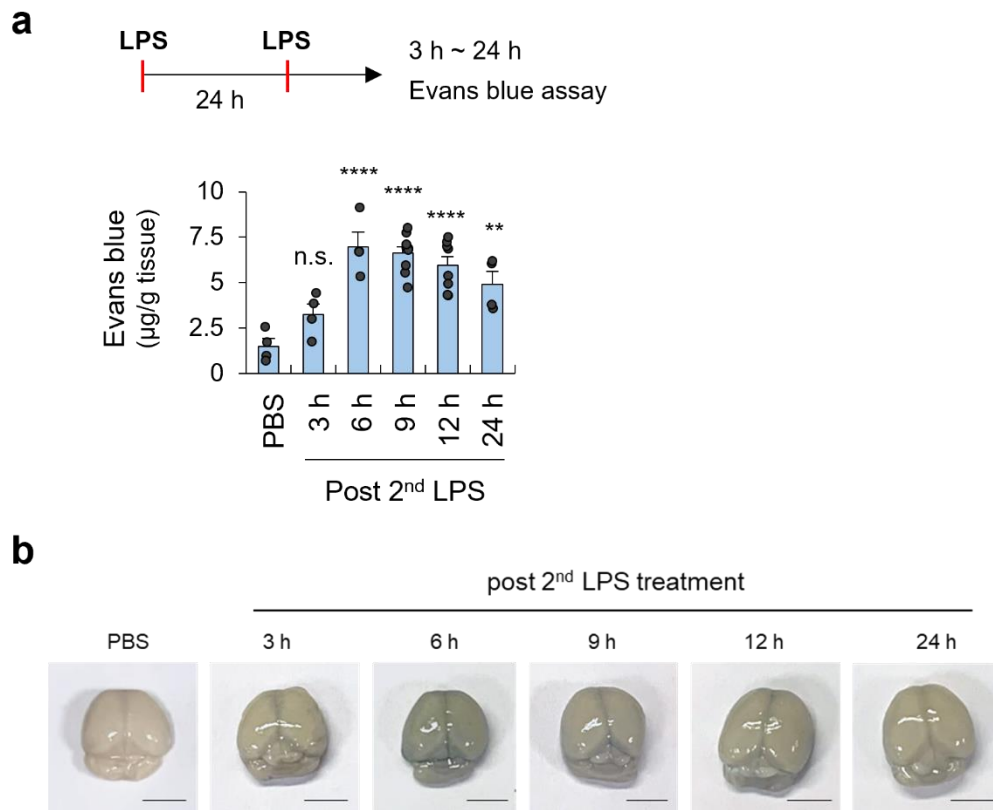 a
LPS LPS
3 h ~ 24 h
24 h
Evans blue assay
Evans blue
(µg/g tissue)
10
7.5
5
2.5
0
n.s.
****
****
****
**
PBS
3 h
6 h
9 h
12 h
24 h
Post 2nd LPS
b
post 2nd LPS treatment
PBS 3 h 6 h 9 h 12 h 24 h